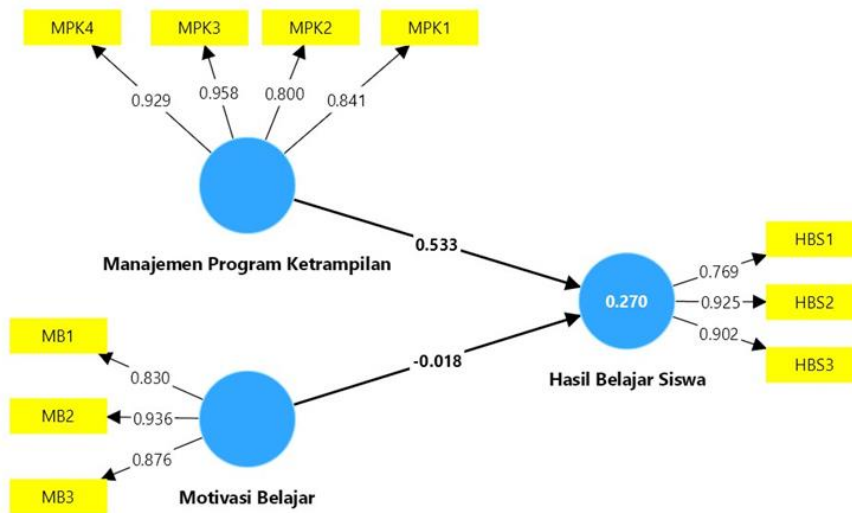 MPK4
MPK3
MPK2
MPK1
0.929
0.958
0.800
0.841
Manajemen Program Ketrampilan
0.533
HBS1
0.769
0.270
0.925
HBS2
0.902
HBS3
Hasil Belajar Siswa
MB1
0.830
-0.018
MB2
0.936
0.876
MB3
Motivasi Belajar